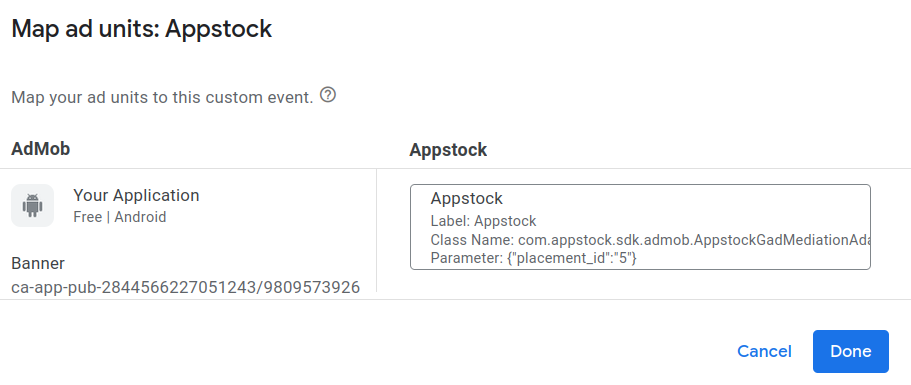 Map ad units: Appstock
Map your ad units to this custom event. ?
AdMob
Appstock
Your Application
Free | Android
Banner
ca-app-pub-2844566227051243/9809573926
Appstock
Label: Appstock
Class Name: com.appstock.sdk.admob.AppstockGadMediationAda
Parameter: {"placement_id":"5"}
Cancel
Done